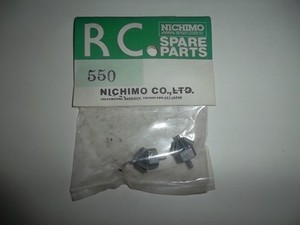 R C.
NICHIMO
SPARE
PARTS
550
NICHIMO CO.,LTD.